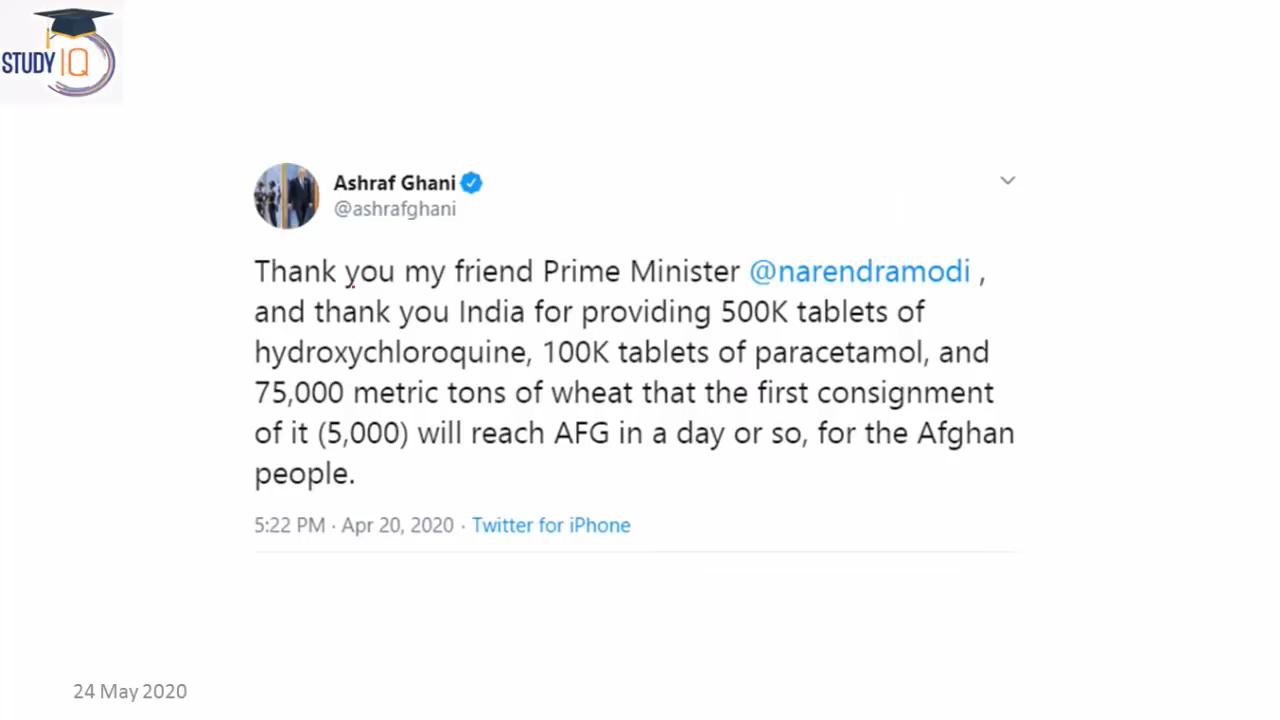 STUDY IQ
Ashraf Ghani
@ashrafghani
Thank you my friend Prime Minister @narendramodi ,
and thank you India for providing 500K tablets of
hydroxychloroquine, 100K tablets of paracetamol, and
75,000 metric tons of wheat that the first consignment
of it (5,000) will reach AFG in a day or so, for the Afghan
people.
5:22 PM · Apr 20, 2020 · Twitter for iPhone
24 May 2020